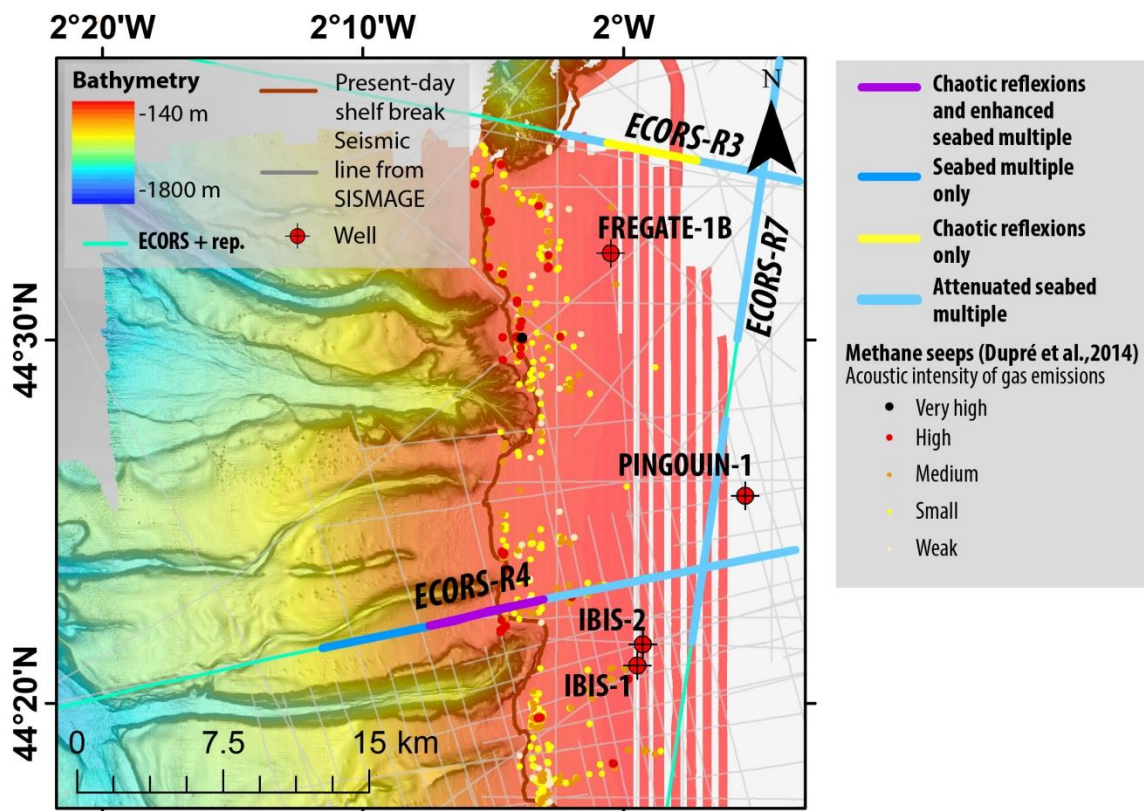 2°20'W 2°10'W 2°W
Bathymetry
-140 m
-1800 m
ECORS + rep.
Present-day
shelf break
Seismic
line from
SISMAGE
Well
N
ECORS-R3
FREGATE-1B
ECORS-R7
44°30'N
PINGOUIN-1
ECORS-R4
IBIS-2
IBIS-1
44°20'N
0 7.5 15 km
Chaotic reflexions
and enhanced
seabed multiple
Seabed multiple
only
Chaotic reflexions
only
Attenuated seabed
multiple
Methane seeps (Dupré et al.,2014)
Acoustic intensity of gas emissions
Very high
High
Medium
Small
Weak